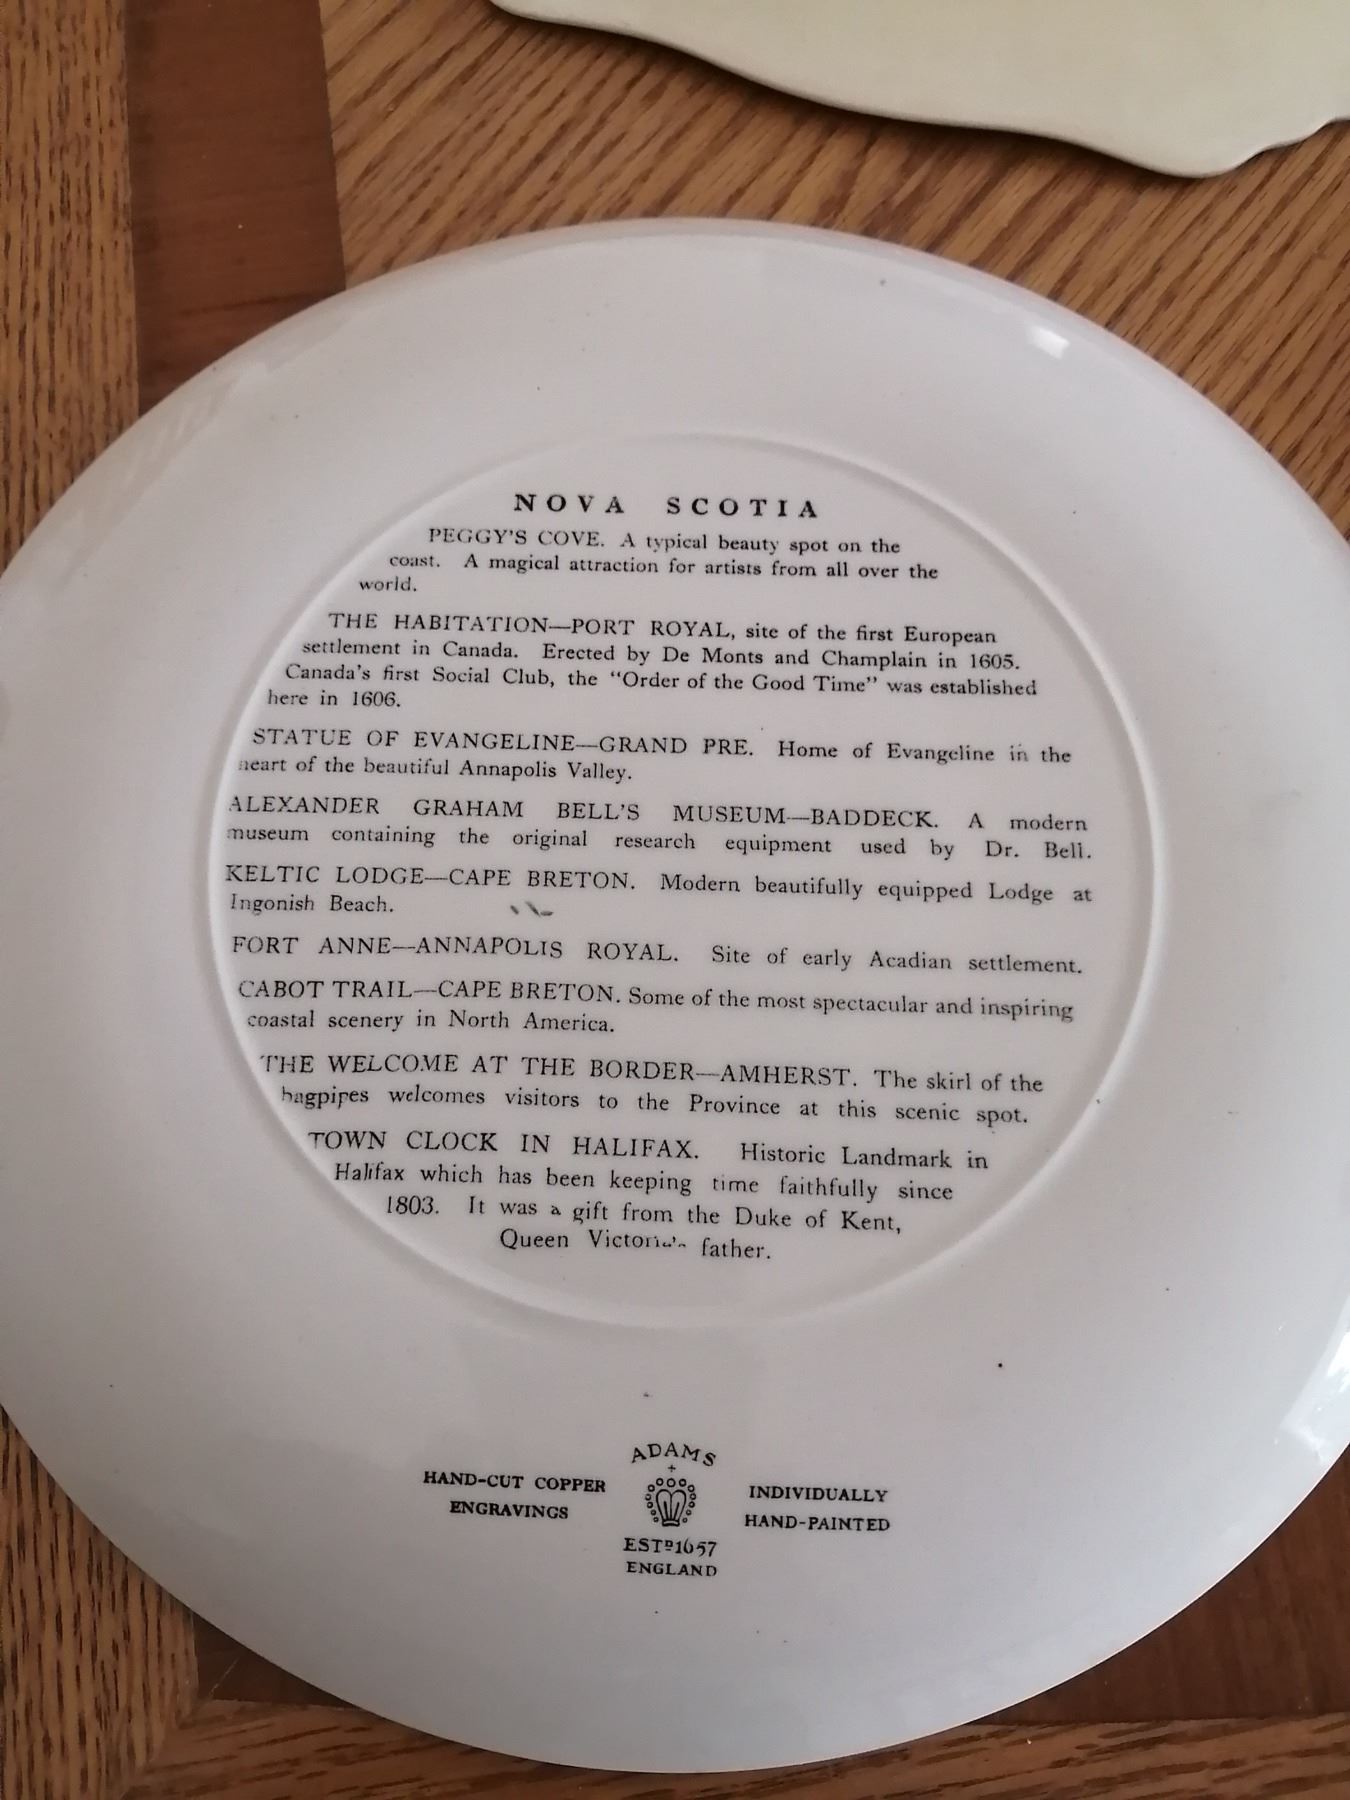 NOVA SCOTIA
PEGGY'S COVE. A typical beauty spot on the
coast. A magical attraction for artists from all over the
world.
THE HABITATION—PORT ROYAL, site of the first European
settlement in Canada. Erected by De Monts and Champlain in 1605.
Canada's first Social Club, the "Order of the Good Time" was established
here in 1606.
STATUE OF EVANGELINE—GRAND PRE. Home of Evangeline in the
heart of the beautiful Annapolis Valley.
ALEXANDER GRAHAM BELL'S MUSEUM—BADDECK. A modern
museum containing the original research equipment used by Dr. Bell.
KELTIC LODGE—CAPE BRETON. Modern beautifully equipped Lodge at
Ingonish Beach.
FORT ANNE—ANNAPOLIS ROYAL. Site of early Acadian settlement.
CABOT TRAIL—CAPE BRETON. Some of the most spectacular and inspiring
coastal scenery in North America.
THE WELCOME AT THE BORDER—AMHERST. The skirl of the
bagpipes welcomes visitors to the Province at this scenic spot.
TOWN CLOCK IN HALIFAX. Historic Landmark in
Halifax which has been keeping time faithfully since
1803. It was a gift from the Duke of Kent,
Queen Victoria's father.
ADAMS
HAND-CUT COPPER
ENGRAVINGS
INDIVIDUALLY
HAND-PAINTED
ESTD 1657
ENGLAND